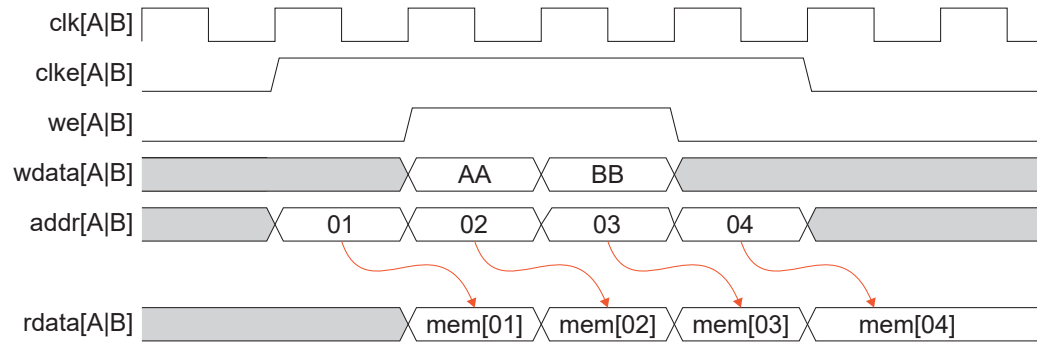 clk[A|B]
clke[A|B]
we[A|B]
wdata[A|B] AA BB
addr[A|B] 01 02 03 04
rdata[A|B] mem[01] mem[02] mem[03] mem[04]